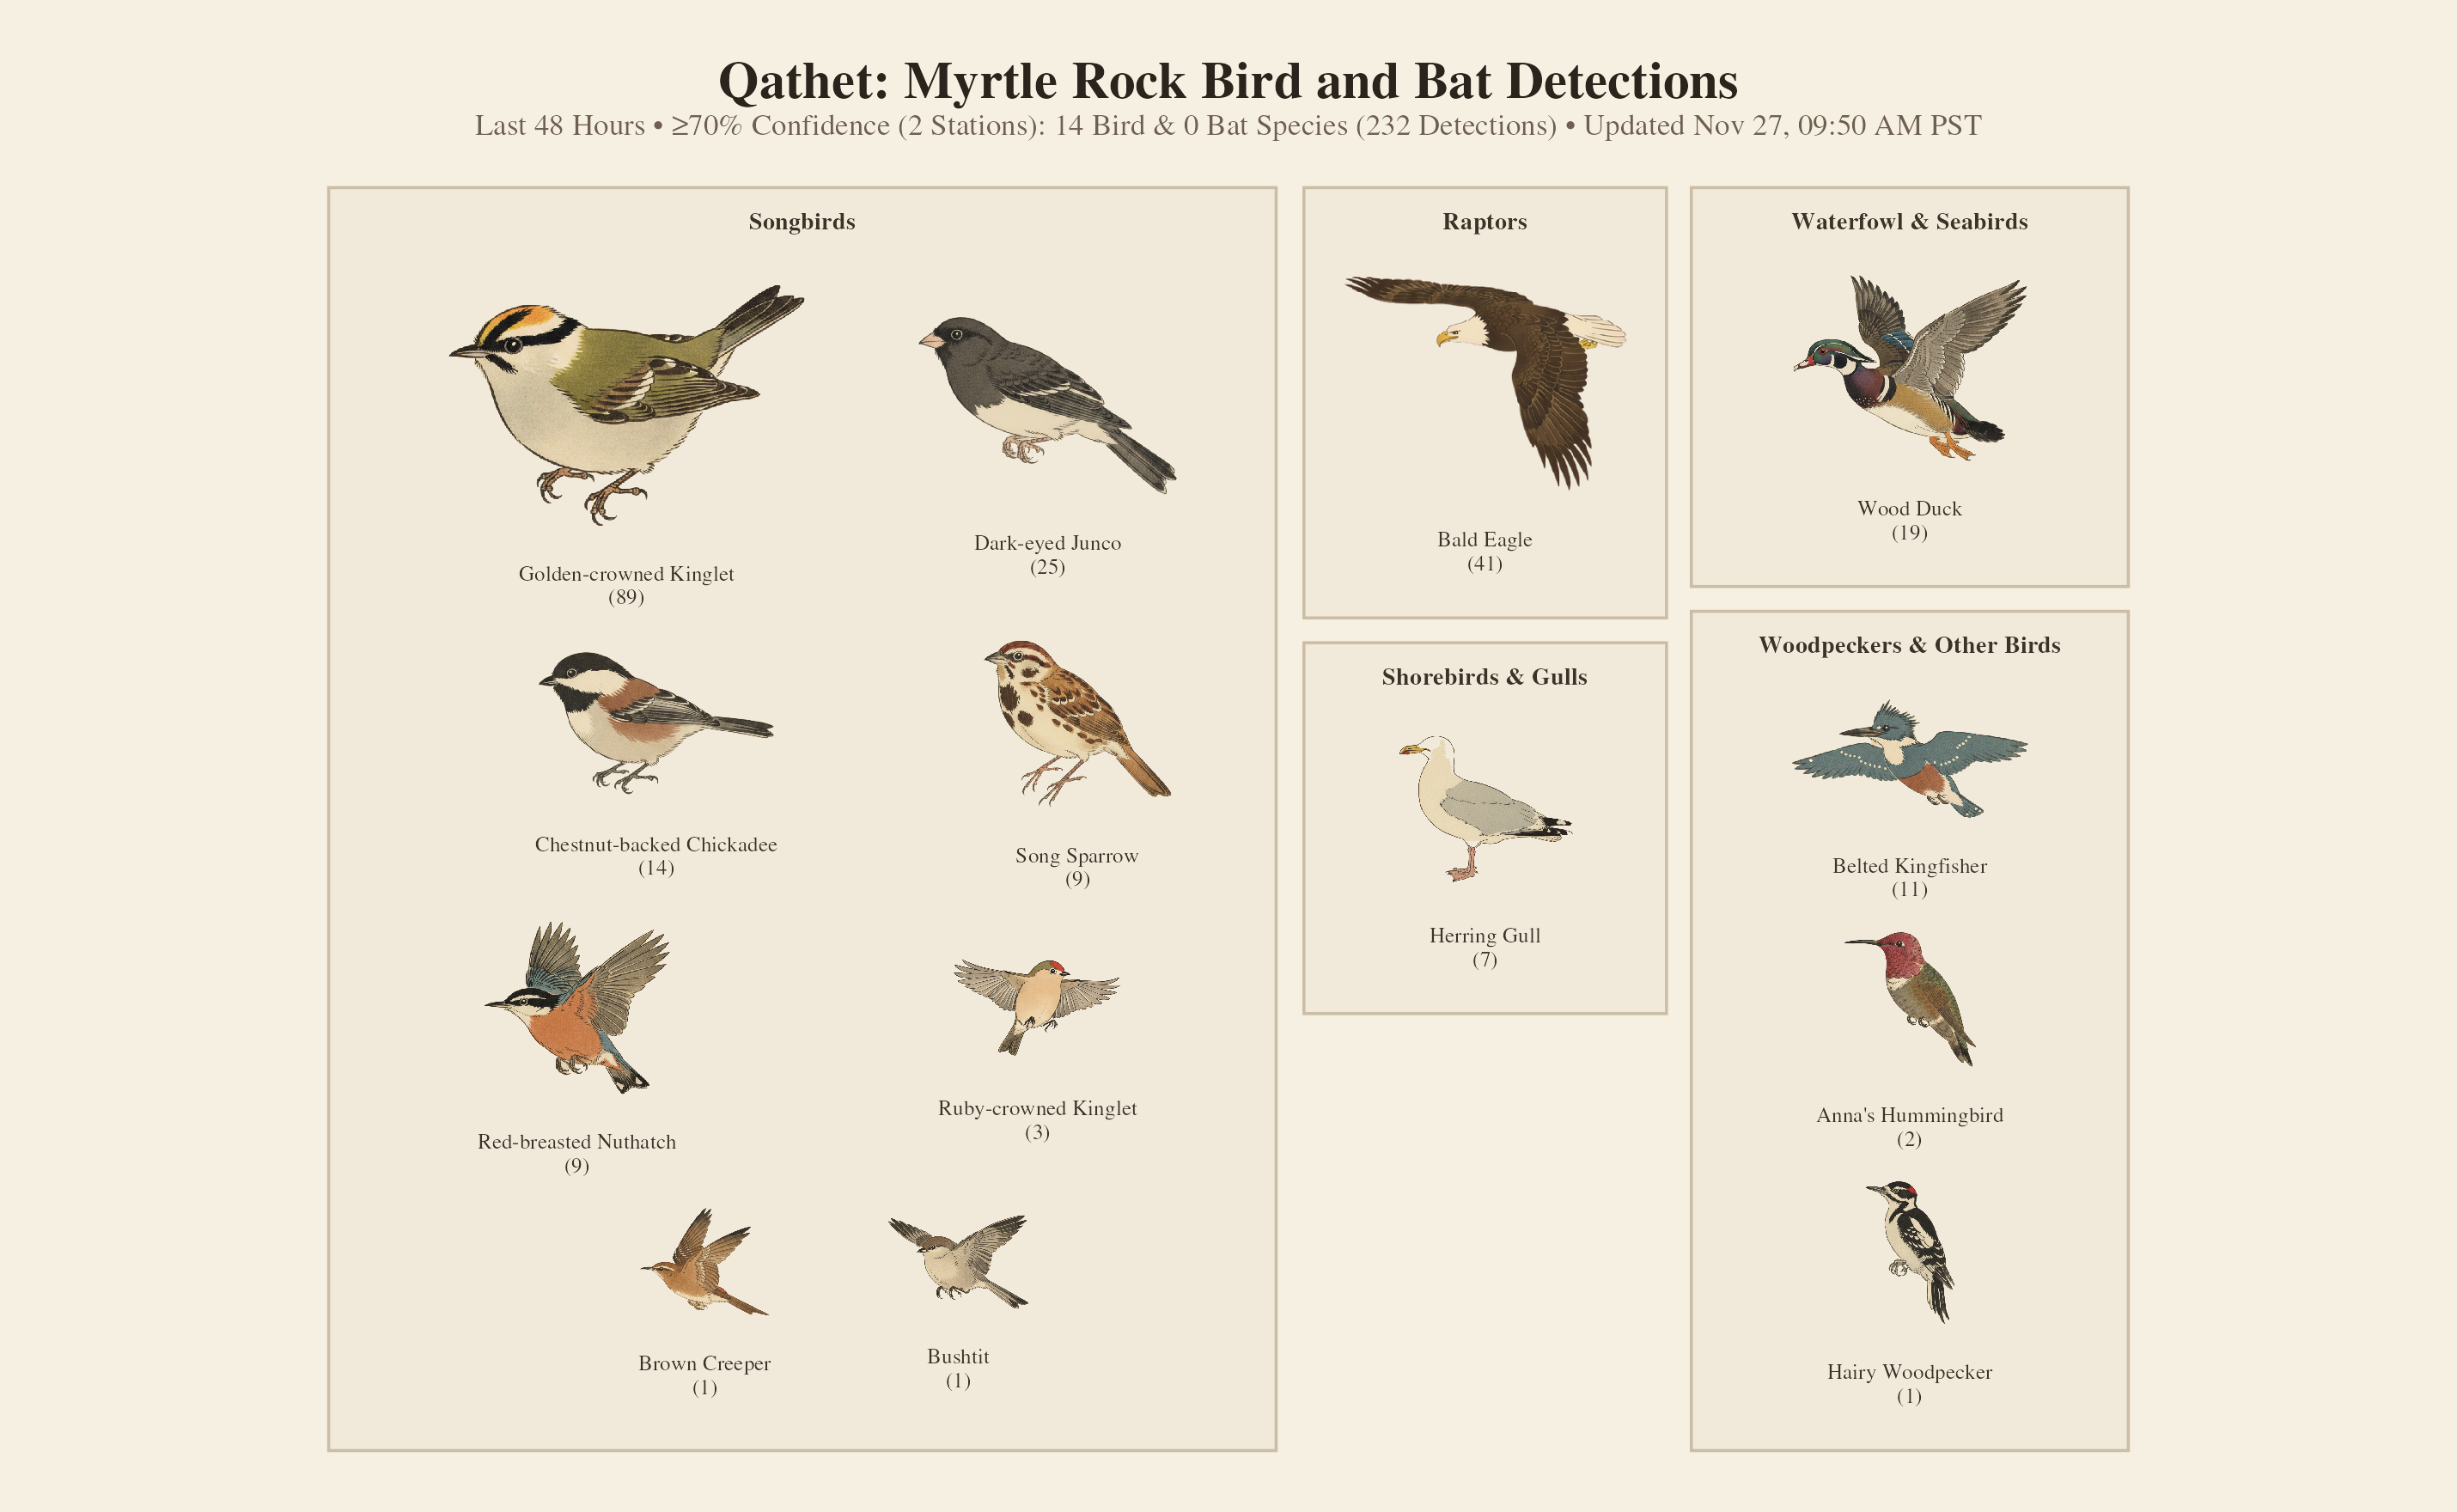 Qathet: Myrtle Rock Bird and Bat Detections
Last 48 Hours • ≥70% Confidence (2 Stations): 14 Bird & 0 Bat Species (232 Detections) • Updated Nov 27, 09:50 AM PST
Songbirds
Golden-crowned Kinglet
(89)
Dark-eyed Junco
(25)
Chestnut-backed Chickadee
(14)
Song Sparrow
(9)
Red-breasted Nuthatch
(9)
Ruby-crowned Kinglet
(3)
Brown Creeper
(1)
Bushtit
(1)
Raptors
Bald Eagle
(41)
Shorebirds & Gulls
Herring Gull
(7)
Waterfowl & Seabirds
Wood Duck
(19)
Woodpeckers & Other Birds
Belted Kingfisher
(11)
Anna's Hummingbird
(2)
Hairy Woodpecker
(1)